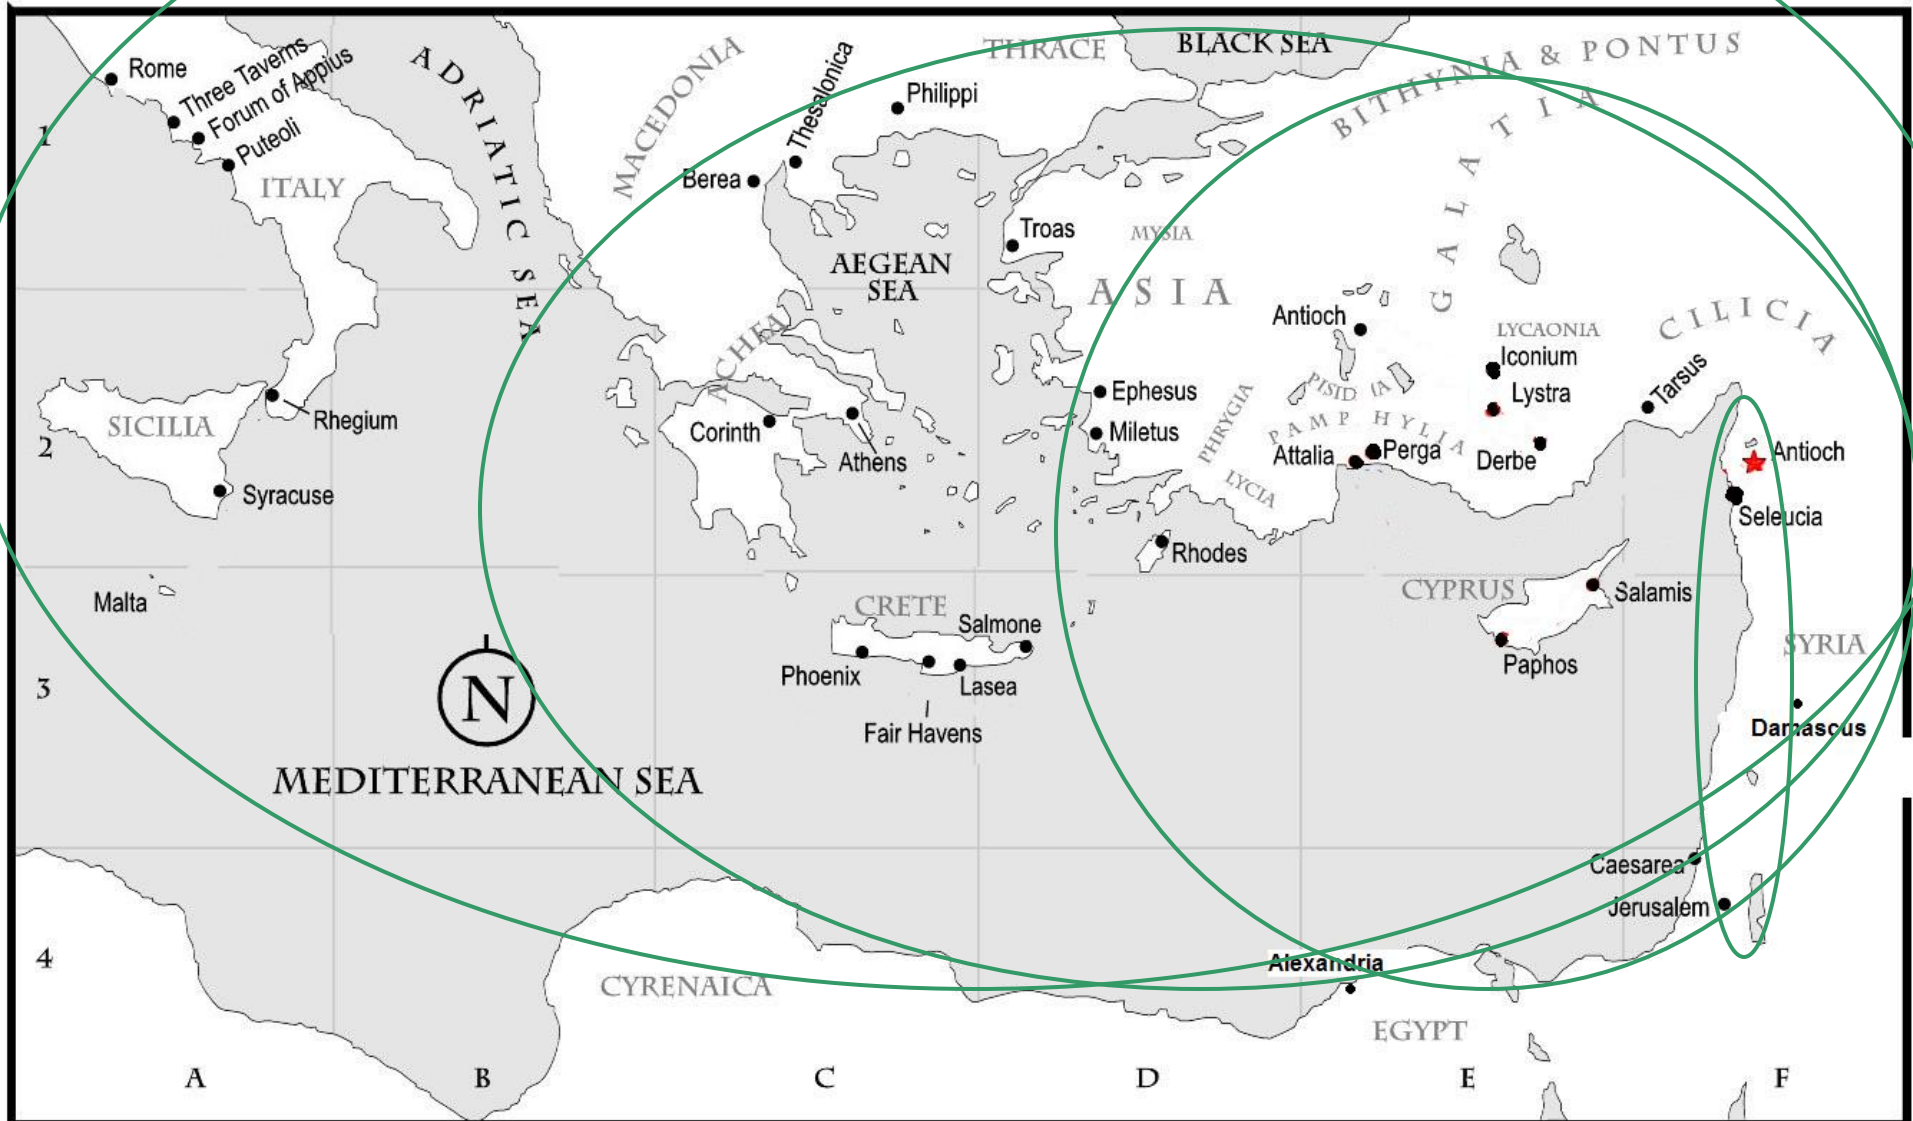 Rome
Three Taverns
Forum of Appius
Puteoli
ITALY
ADRIATIC SEA
MACEDONIA
Thesalonica
Berea
Philippi
THRACE
BLACK SEA
BITHYNIA & PONTUS
GALATIA
Troas
MYSIA
AEGEAN
SEA
ASIA
Antioch
LYCAONIA
Iconium
Lystra
CILICIA
Tarsus
ACHEA
Ephesus
Miletus
PHRYGIA
PISIDIA
PAMPHYLIA
Attalia
Perga
Derbe
LYCIA
Antioch
Seleucia
SICILIA
Rhegium
Syracuse
Corinth
Athens
Rhodes
Malta
CRETE
Salmone
Phoenix
Lasea
Fair Havens
CYPRUS
Salamis
Paphos
SYRIA
Damascus
N
MEDITERRANEAN SEA
Caesarea
Jerusalem
Alexandria
CYRENAICA
EGYPT
1
2
3
4
A
B
C
D
E
F